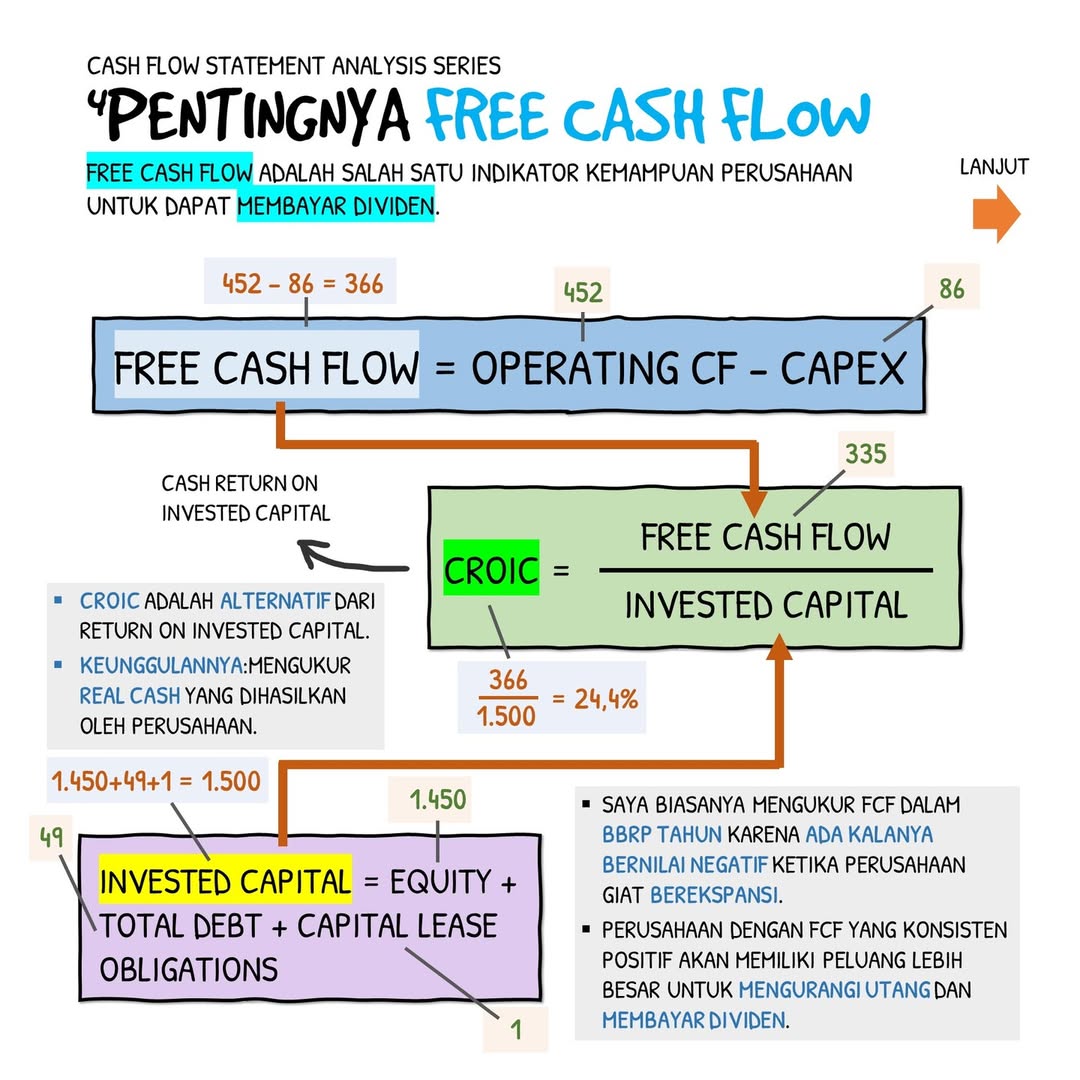 CASH FLOW STATEMENT ANALYSIS SERIES
4PENTINGNYA FREE CASH FLOW
FREE CASH FLOW ADALAH SALAH SATU INDIKATOR KEMAMPUAN PERUSAHAAN
UNTUK DAPAT MEMBAYAR DIVIDEN.
LANJUT
452 – 86 = 366
452
86
FREE CASH FLOW = OPERATING CF – CAPEX
335
CASH RETURN ON
INVESTED CAPITAL
CROIC =
FREE CASH FLOW
INVESTED CAPITAL
▪ CROIC ADALAH ALTERNATIF DARI
RETURN ON INVESTED CAPITAL.
▪ KEUNGGULANNYA:MENGUKUR
REAL CASH YANG DIHASILKAN
OLEH PERUSAHAAN.
366
1.500
= 24,4%
1.450+49+1 = 1.500
1.450
49
INVESTED CAPITAL = EQUITY +
TOTAL DEBT + CAPITAL LEASE
OBLIGATIONS
1
▪ SAYA BIASANYA MENGUKUR FCF DALAM
BBRP TAHUN KARENA ADA KALANYA
BERNILAI NEGATIF KETIKA PERUSAHAAN
GIAT BEREKSPANSI.
▪ PERUSAHAAN DENGAN FCF YANG KONSISTEN
POSITIF AKAN MEMILIKI PELUANG LEBIH
BESAR UNTUK MENGURANGI UTANG DAN
MEMBAYAR DIVIDEN.